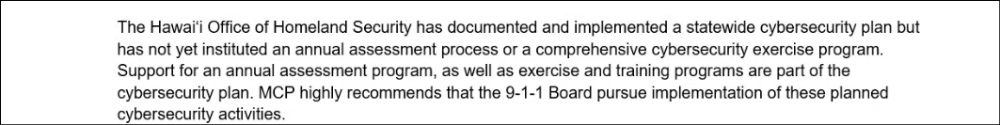 The Hawaiʻi Office of Homeland Security has documented and implemented a statewide cybersecurity plan but
has not yet instituted an annual assessment process or a comprehensive cybersecurity exercise program.
Support for an annual assessment program, as well as exercise and training programs are part of the
cybersecurity plan. MCP highly recommends that the 9-1-1 Board pursue implementation of these planned
cybersecurity activities.